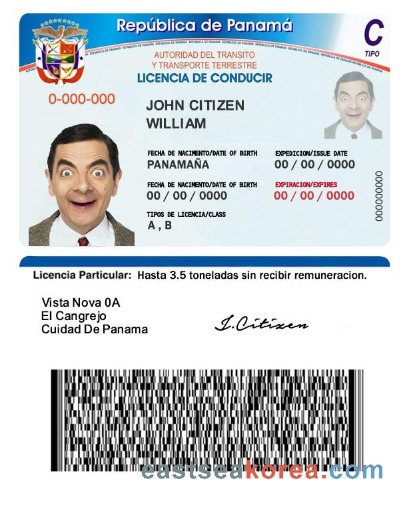 República de Panamá
C
TiPO
AUTORIDAD DEL TRANSITO
Y TRANSPORTE TERRESTRE
LICENCIA DE CONDUCIR
0-000-000
JOHN CITIZEN
WILLIAM
FECHA DE NACIMENTO/DATE OF BIRTH
EXPEDICION/ISSUE DATE
PANAMAÑA
00 / 00 / 0000
FECHA DE NACIMENTO/DATE OF BIRTH
EXPIRACION/EXPIRES
00 / 00 / 0000
00 / 00 / 0000
TIPOS DE LICENCIA/CLASS
A , B
000000000
Licencia Particular: Hasta 3.5 toneladas sin recibir remuneracion.
Vista Nova 0A
El Cangrejo
Cuidad De Panama
J.Citizen
eastseakorea.com